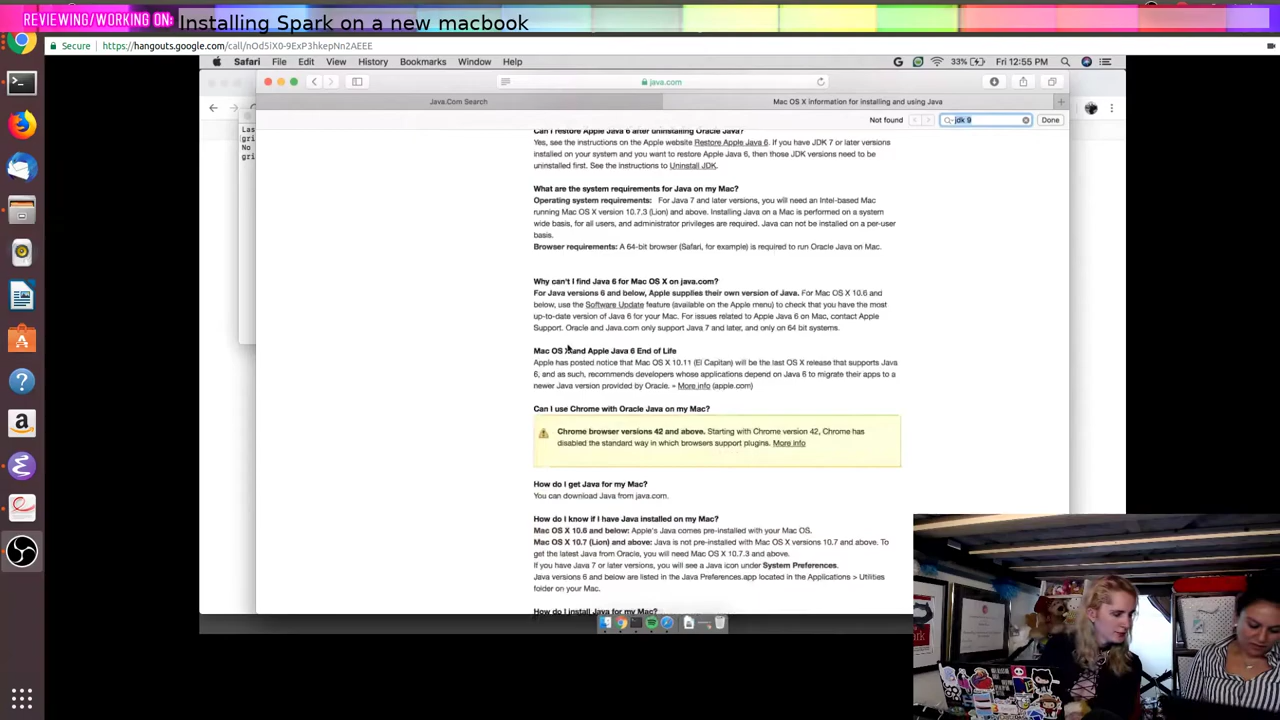 REVIEWING/WORKING ON: Installing Spark on a new macbook
Secure https://hangouts.google.com/call/nOd5iX0-9ExP3hkepNn2AEEE
Safari File Edit View History Bookmarks Window Help 33% Fri 12:55 PM
java.com
Java.Com Search Mac OS X information for installing and using Java
Not found jdk 9 Done
Las
gri
No
gri
Can I restore Apple Java 6 after uninstalling Oracle Java?
Yes, see the instructions on the Apple website Restore Apple Java 6. If you have JDK 7 or later versions
installed on your system and you want to restore Apple Java 6, then those JDK versions need to be
uninstalled first. See the instructions to Uninstall JDK.
What are the system requirements for Java on my Mac?
Operating system requirements: For Java 7 and later versions, you will need an Intel-based Mac
running Mac OS X version 10.7.3 (Lion) and above. Installing Java on a Mac is performed on a system
wide basis, for all users, and administrator privileges are required. Java can not be installed on a per-user
basis.
Browser requirements: A 64-bit browser (Safari, for example) is required to run Oracle Java on Mac.
Why can't I find Java 6 for Mac OS X on java.com?
For Java versions 6 and below, Apple supplies their own version of Java. For Mac OS X 10.6 and
below, use the Software Update feature (available on the Apple menu) to check that you have the most
up-to-date version of Java 6 for your Mac. For issues related to Apple Java 6 on Mac, contact Apple
Support. Oracle and Java.com only support Java 7 and later, and only on 64 bit systems.
Mac OS X and Apple Java 6 End of Life
Apple has posted notice that Mac OS X 10.11 (El Capitan) will be the last OS X release that supports Java
6, and as such, recommends developers whose applications depend on Java 6 to migrate their apps to a
newer Java version provided by Oracle. » More info (apple.com)
Can I use Chrome with Oracle Java on my Mac?
Chrome browser versions 42 and above. Starting with Chrome version 42, Chrome has
disabled the standard way in which browsers support plugins. More info
How do I get Java for my Mac?
You can download Java from java.com.
How do I know if I have Java installed on my Mac?
Mac OS X 10.6 and below: Apple's Java comes pre-installed with your Mac OS.
Mac OS X 10.7 (Lion) and above: Java is not pre-installed with Mac OS X versions 10.7 and above. To
get the latest Java from Oracle, you will need Mac OS X 10.7.3 and above.
If you have Java 7 or later versions, you will see a Java icon under System Preferences.
Java versions 6 and below are listed in the Java Preferences.app located in the Applications > Utilities
folder on your Mac.
How do I install Java for my Mac?